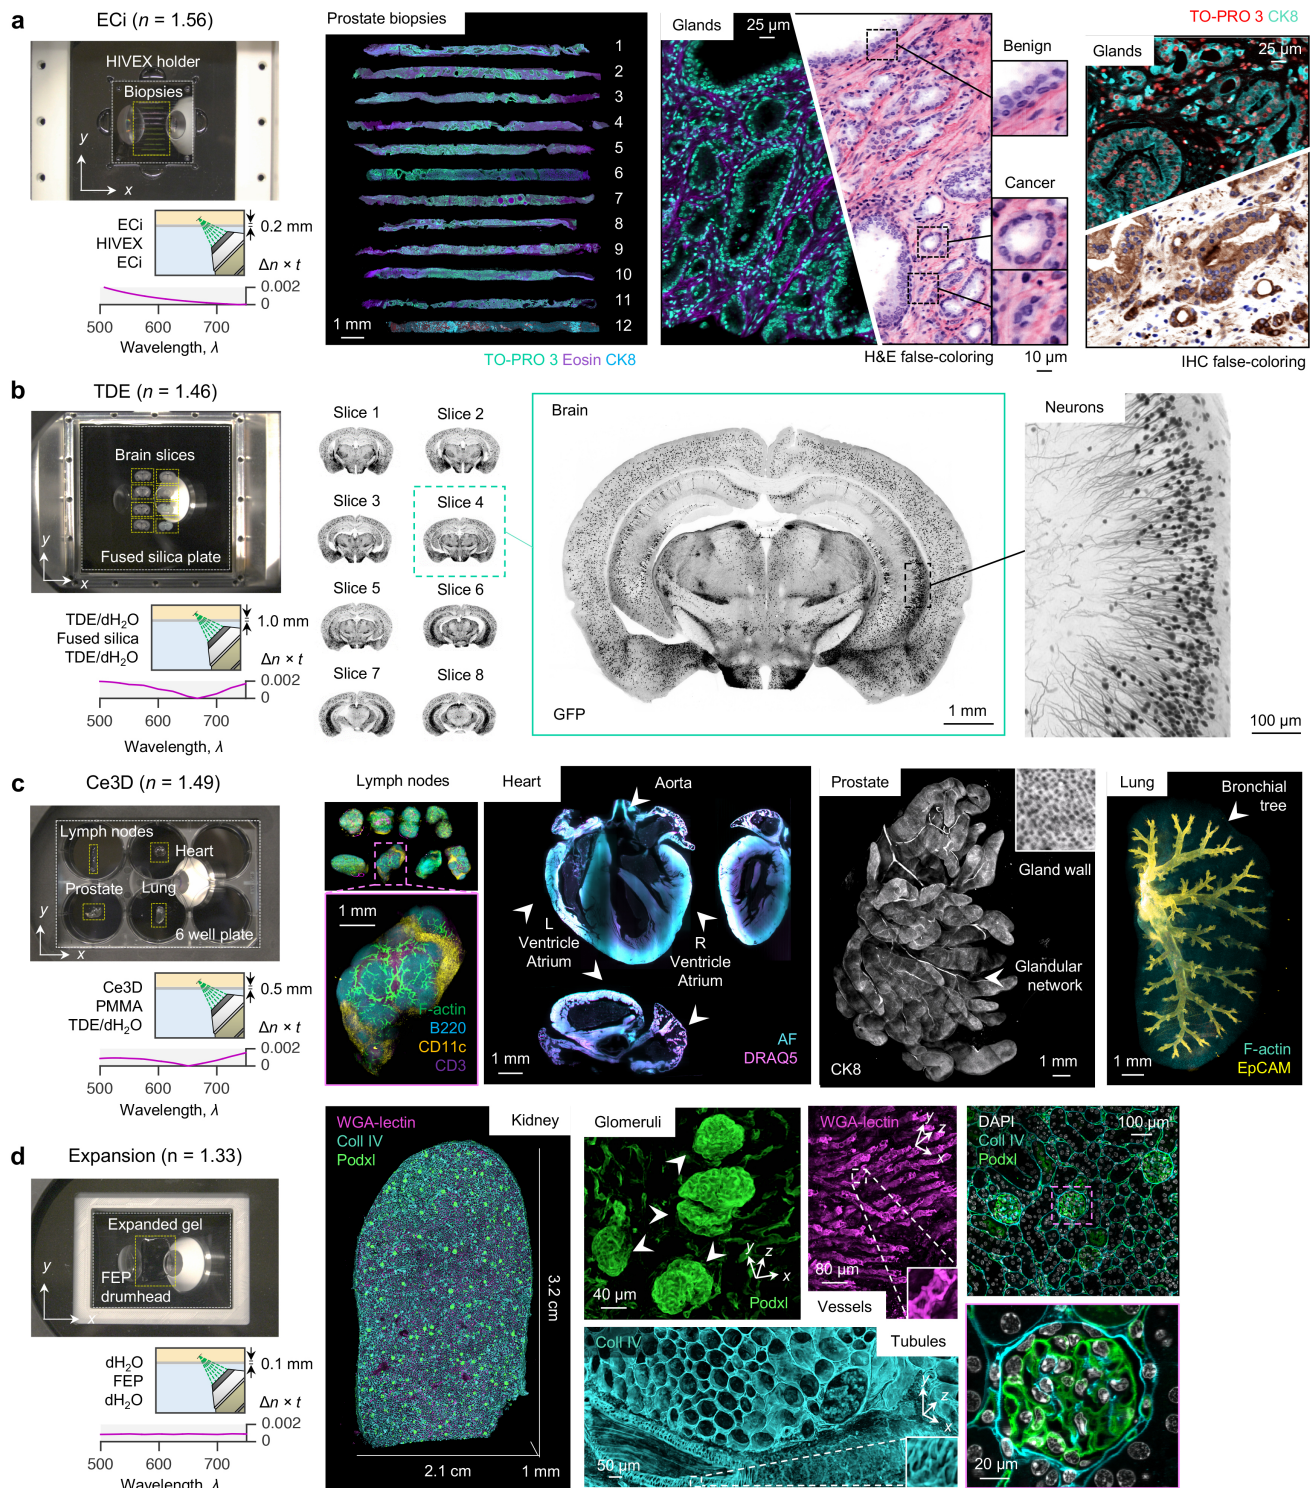 a
ECi (n = 1.56)
HIVEX holder
Biopsies
y
x
ECi
HIVEX
ECi
0.2 mm
Δn × t
0.002
0
500 600 700
Wavelength, λ
Prostate biopsies
1
2
3
4
5
6
7
8
9
10
11
12
1 mm
TO-PRO 3 Eosin CK8
Glands
25 µm
Benign
Cancer
H&E false-coloring
10 µm
TO-PRO 3 CK8
Glands
25 µm
IHC false-coloring
b
TDE (n = 1.46)
Brain slices
Fused silica plate
y
x
TDE/dH₂O
Fused silica
TDE/dH₂O
1.0 mm
Δn × t
0.002
0
500 600 700
Wavelength, λ
Slice 1 Slice 2
Slice 3 Slice 4
Slice 5 Slice 6
Slice 7 Slice 8
Brain
GFP
1 mm
Neurons
100 µm
c
Ce3D (n = 1.49)
Lymph nodes
Heart
Prostate Lung
6 well plate
y
x
Ce3D
PMMA
TDE/dH₂O
0.5 mm
Δn × t
0.002
0
500 600 700
Wavelength, λ
Lymph nodes
1 mm
F-actin
B220
CD11c
CD3
Heart
Aorta
L
Ventricle
Atrium
R
Ventricle
Atrium
1 mm
AF
DRAQ5
Prostate
Gland wall
Glandular
network
CK8
1 mm
Lung
Bronchial
tree
1 mm
F-actin
EpCAM
d
Expansion (n = 1.33)
Expanded gel
FEP
drumhead
y
x
dH₂O
FEP
dH₂O
0.1 mm
Δn × t
0.002
0
500 600 700
Wavelength, λ
WGA-lectin
Coll IV
Podxl
Kidney
3.2 cm
2.1 cm
1 mm
Glomeruli
y
z
x
40 µm
Podxl
WGA-lectin
y
z
x
80 µm
Vessels
Coll IV
Tubules
y
z
x
50 µm
DAPI
Coll IV
Podxl
100 µm
20 µm